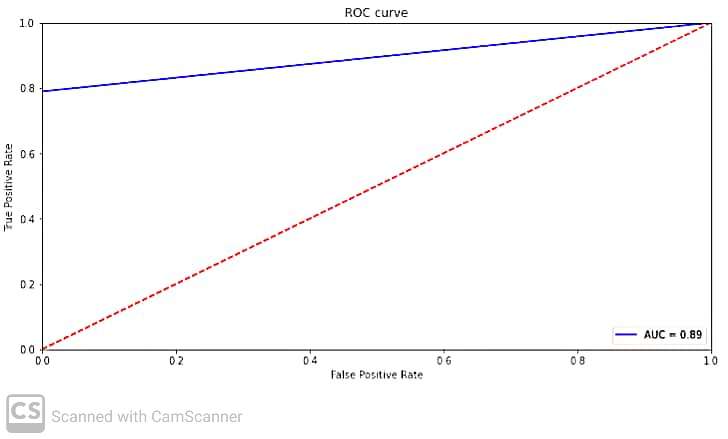 ROC curve
1.0
0.8
0.6
0.4
0.2
0.0
True Positive Rate
0.0 0.2 0.4 0.6 0.8 1.0
False Positive Rate
AUC = 0.89
CS Scanned with CamScanner